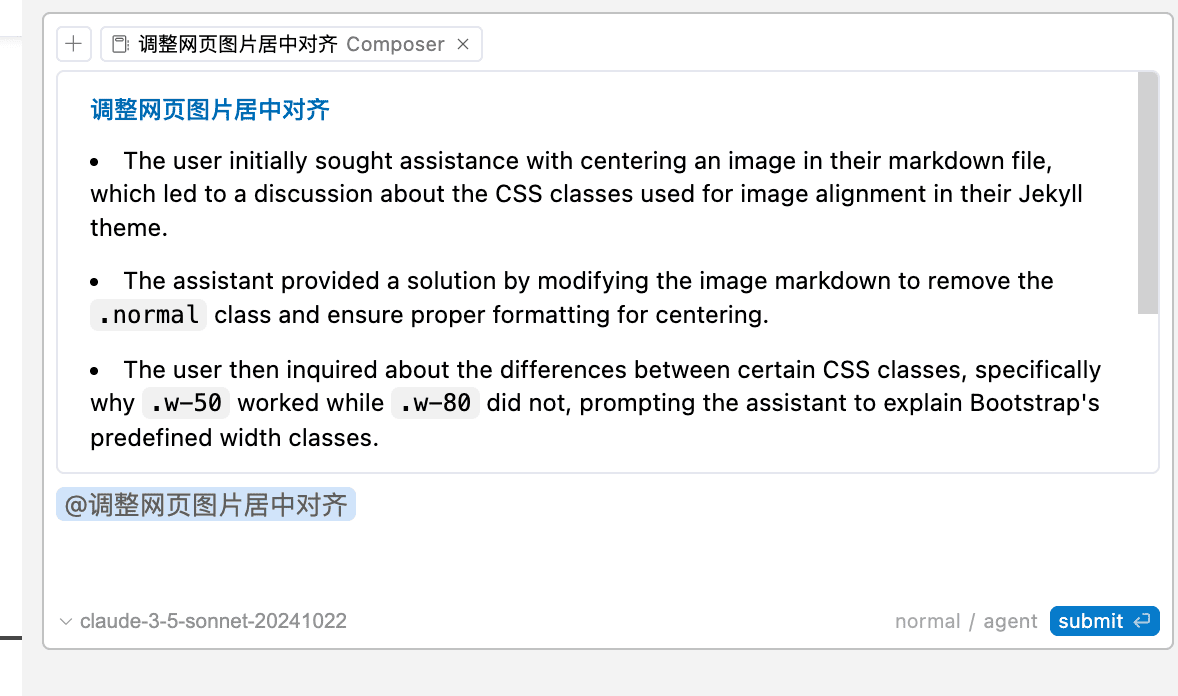 调整网页图片居中对齐 Composer ×
调整网页图片居中对齐
• The user initially sought assistance with centering an image in their markdown file,
which led to a discussion about the CSS classes used for image alignment in their Jekyll
theme.
• The assistant provided a solution by modifying the image markdown to remove the
.normal class and ensure proper formatting for centering.
• The user then inquired about the differences between certain CSS classes, specifically
why .w-50 worked while .w-80 did not, prompting the assistant to explain Bootstrap's
predefined width classes.
@调整网页图片居中对齐
claude-3-5-sonnet-20241022 normal / agent submit